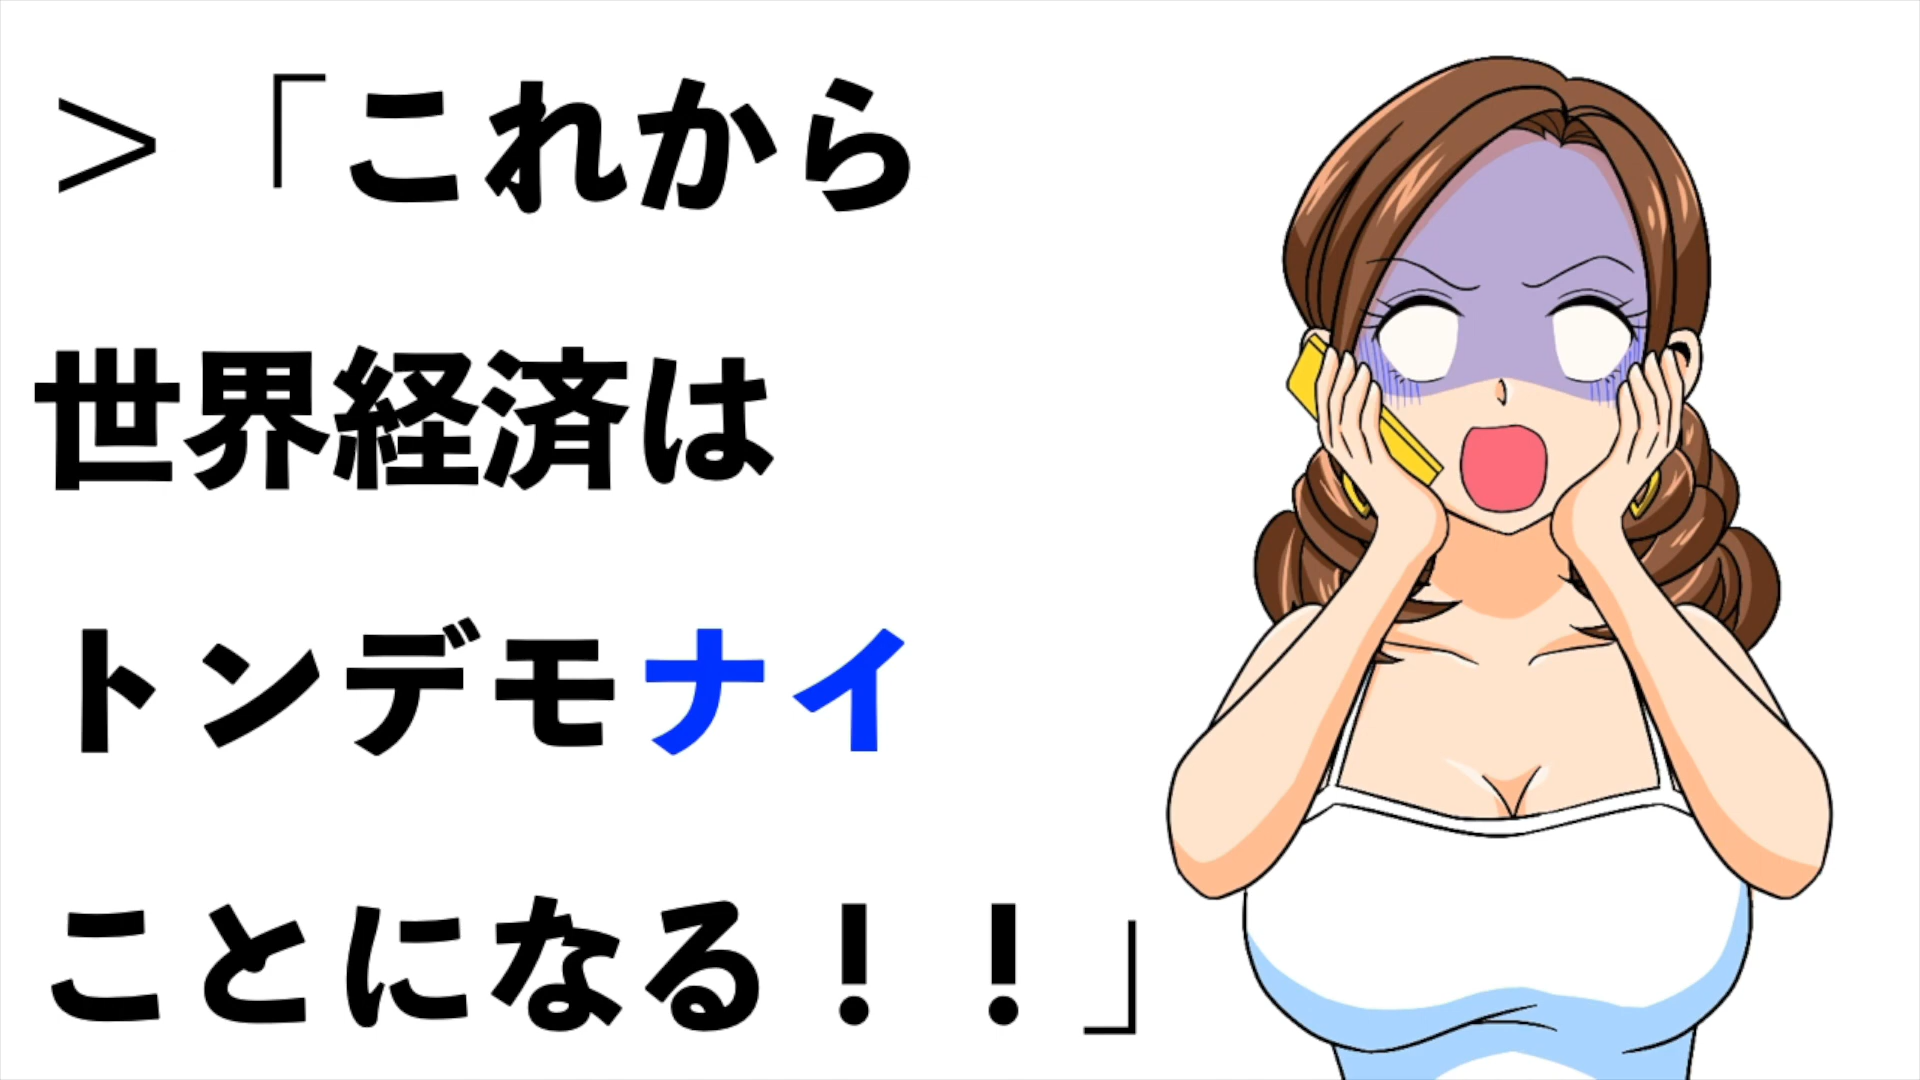 ＞「これから
世界経済は
トンデモナイ
ことになる！！」